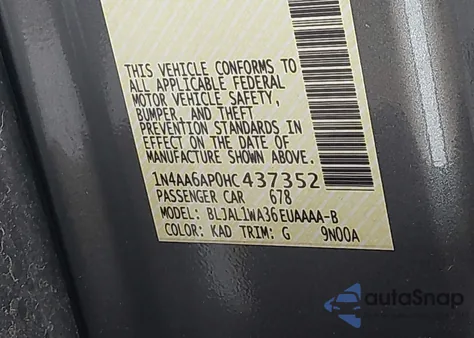 THIS VEHICLE CONFORMS TO
ALL APPLICABLE FEDERAL
MOTOR VEHICLE SAFETY,
BUMPER, AND THEFT
PREVENTION STANDARDS IN
EFFECT ON THE DATE OF
MANUFACTURE SHOWN ABOVE.
1N4AA6AP0HC437352
PASSENGER CAR 678
MODEL: BLJAL1WA36EUAAAA-B
COLOR: KAD TRIM: G 9N00A
autoSnap